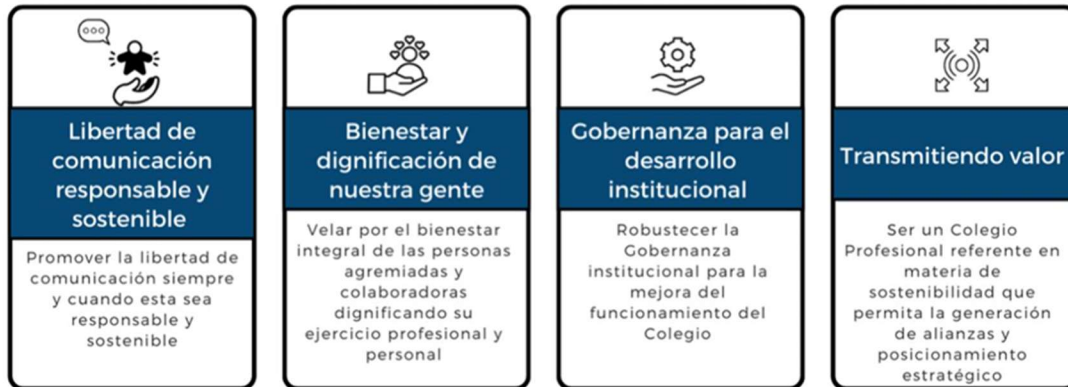 Libertad de
comunicación
responsable y
sostenible
Promover la libertad de
comunicación siempre
y cuando esta sea
responsable y
sostenible
Bienestar y
dignificación de
nuestra gente
Velar por el bienestar
integral de las personas
agremiadas y
colaboradoras
dignificando su
ejercicio profesional y
personal
Gobernanza para el
desarrollo
institucional
Robustecer la
Gobernanza
institucional para la
mejora del
funcionamiento del
Colegio
Transmitiendo valor
Ser un Colegio
Profesional referente en
materia de
sostenibilidad que
permita la generación
de alianzas y
posicionamiento
estratégico